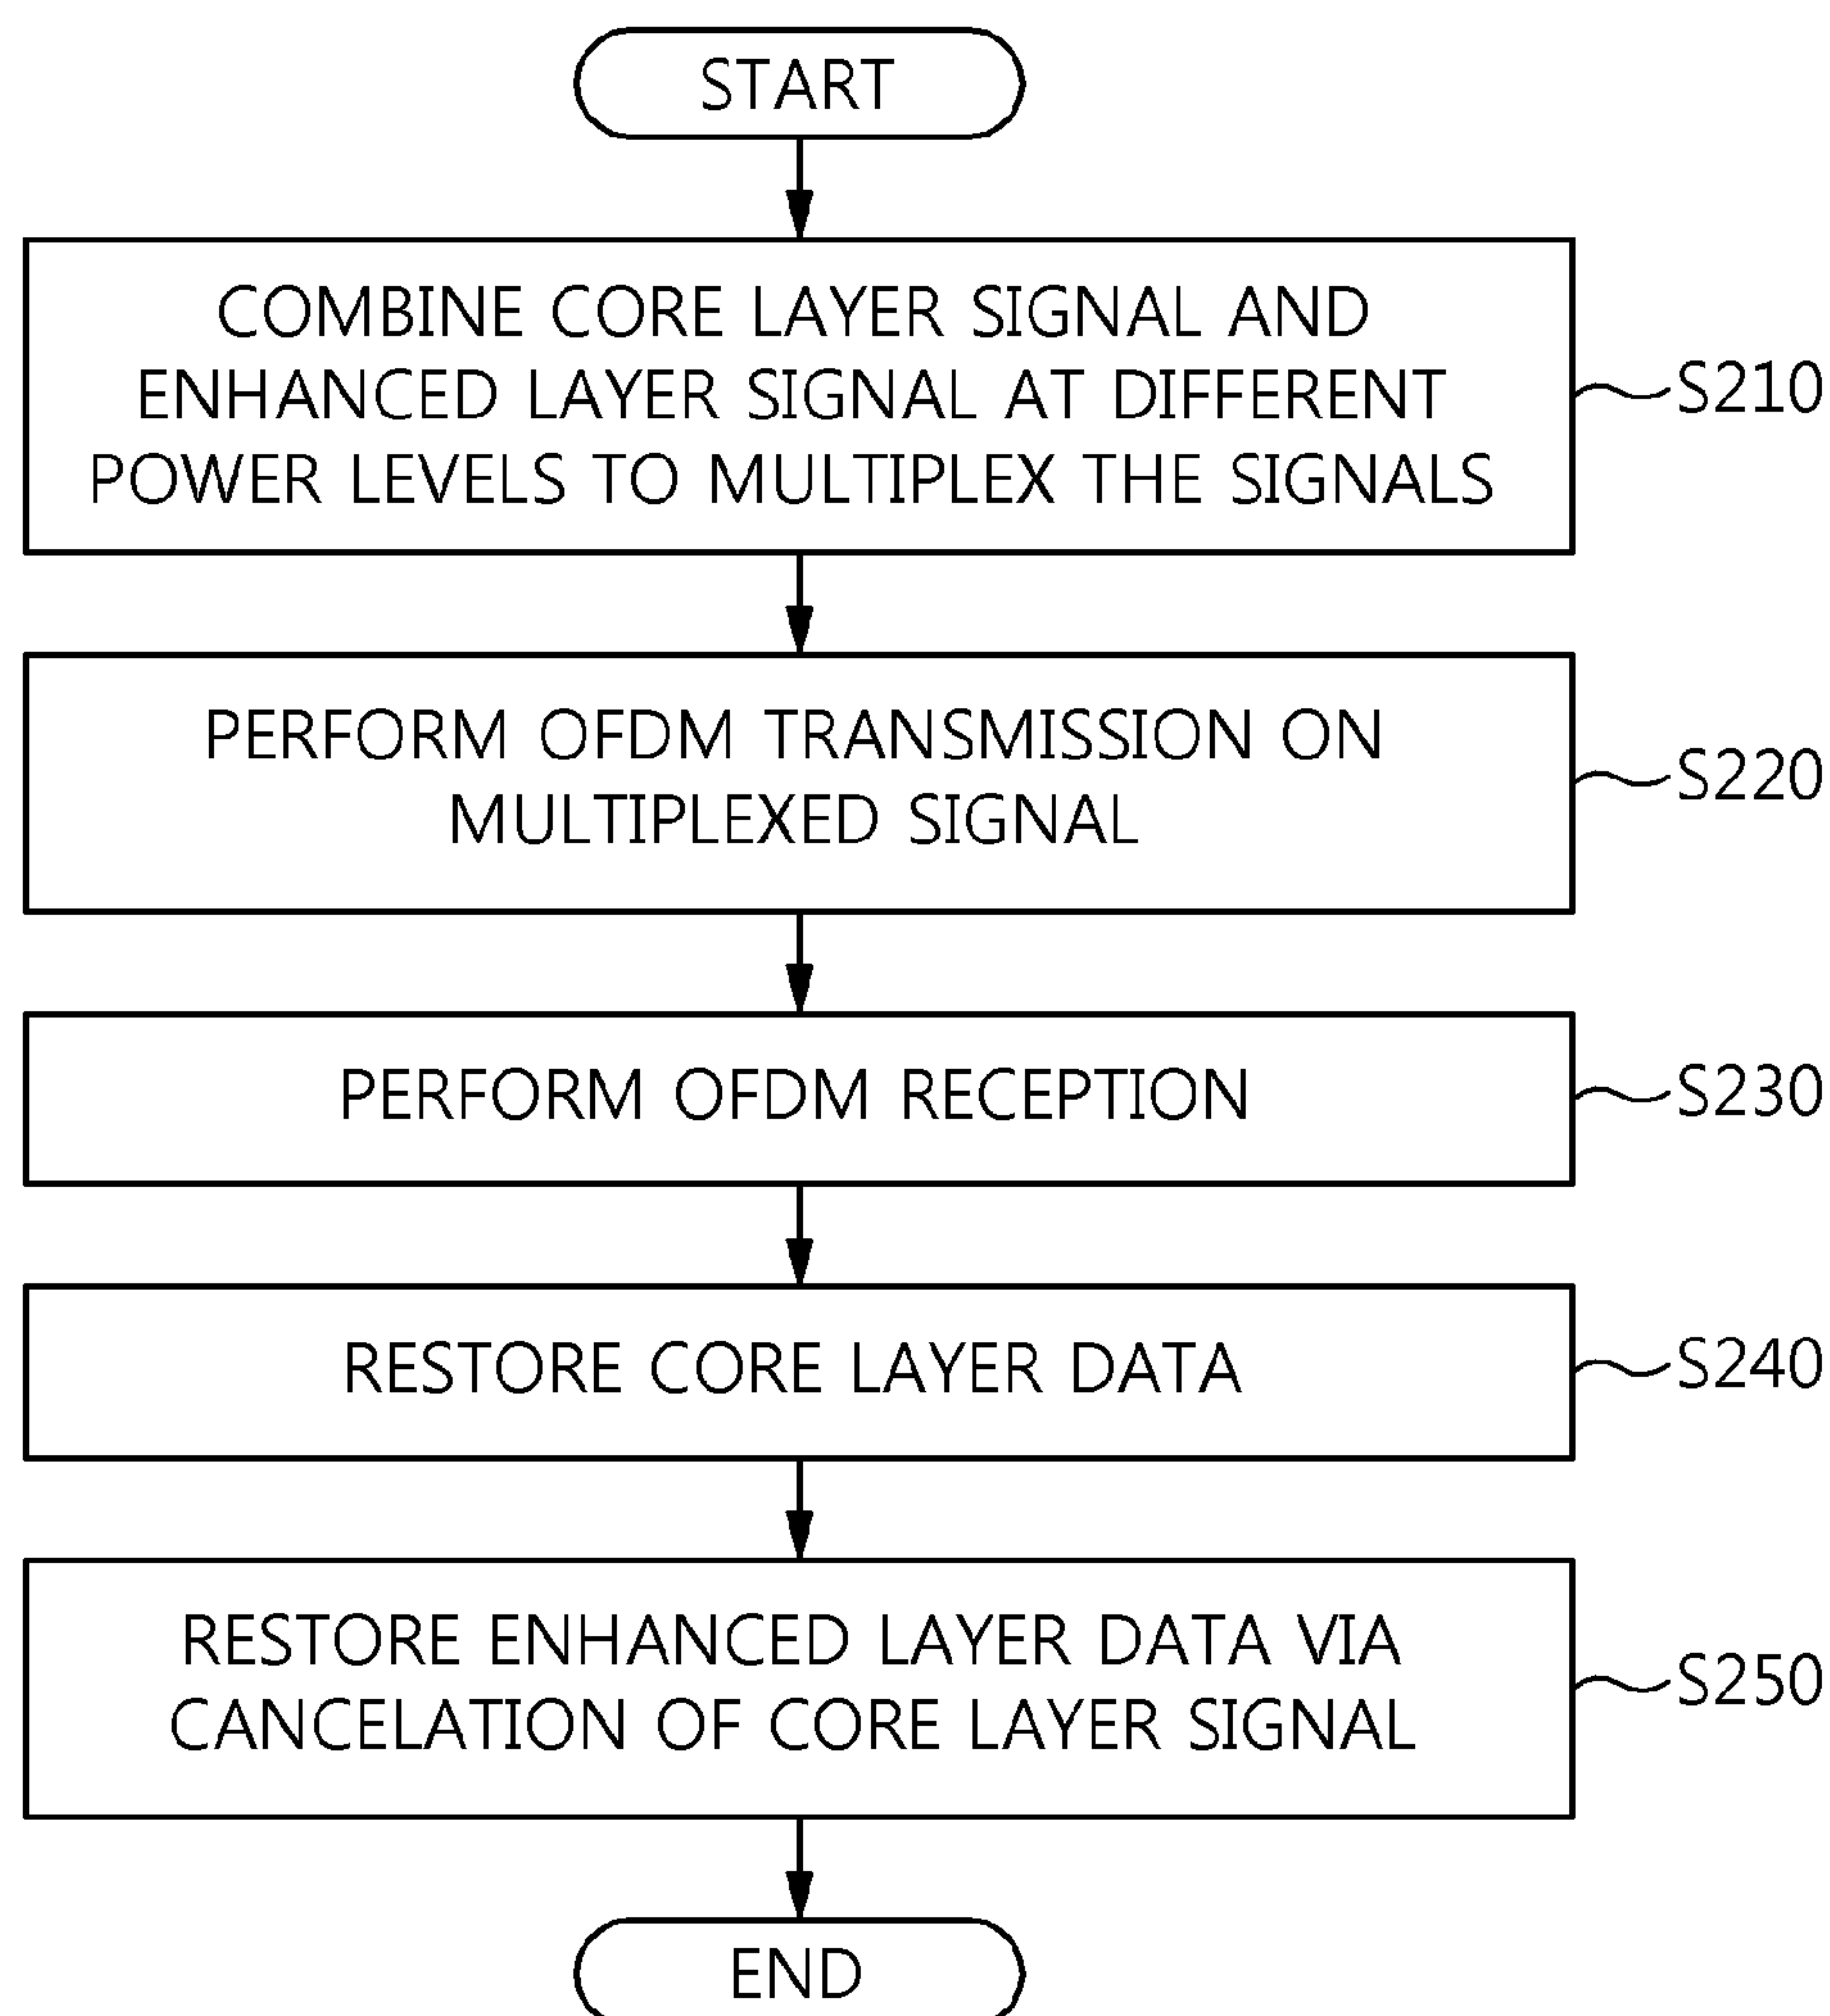 START
COMBINE CORE LAYER SIGNAL AND
ENHANCED LAYER SIGNAL AT DIFFERENT
POWER LEVELS TO MULTIPLEX THE SIGNALS
S210
PERFORM OFDM TRANSMISSION ON
MULTIPLEXED SIGNAL
S220
PERFORM OFDM RECEPTION
S230
RESTORE CORE LAYER DATA
S240
RESTORE ENHANCED LAYER DATA VIA
CANCELATION OF CORE LAYER SIGNAL
S250
END